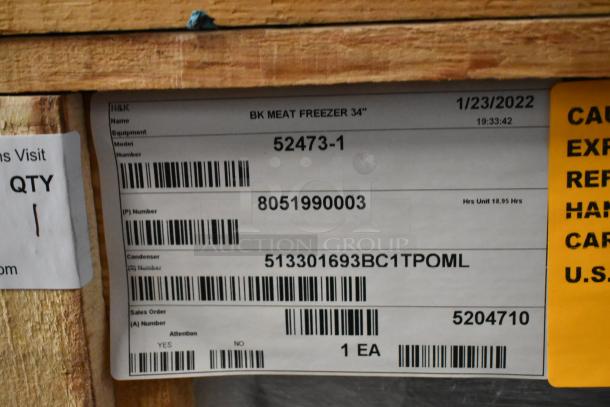 H&K
Name
BK MEAT FREEZER 34"
1/23/2022
19:33:42
Equipment
Model
Number
52473-1
(P) Number
8051990003
Hrs Unit 18.95 Hrs
AUCTION GROUP
Condenser
(S) Number
513301693BC1TPOML
Sales Order
(A) Number
5204710
Attention
YES
NO
1 EA
ns Visit
QTY
1
om
CAU
EXP
REF
HAN
CAR
U.S.